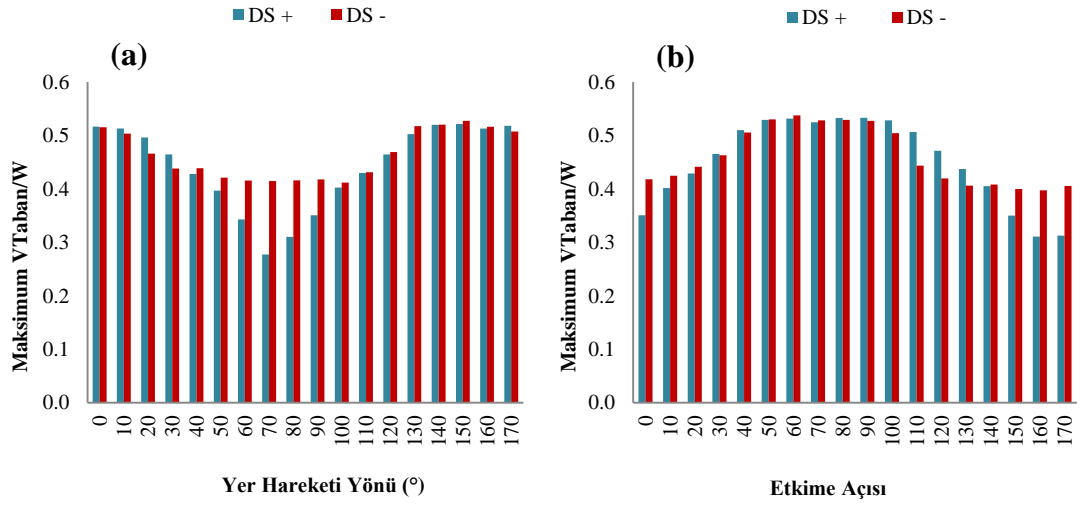 DS +  DS -
(a)
Maksimum VTaban/W
0.6
0.5
0.4
0.3
0.2
0.1
0.0
0 10 20 30 40 50 60 70 80 90 100 110 120 130 140 150 160 170
Yer Hareketi Yönü (°)
DS +  DS -
(b)
Maksimum VTaban/W
0.6
0.5
0.4
0.3
0.2
0.1
0.0
0 10 20 30 40 50 60 70 80 90 100 110 120 130 140 150 160 170
Etkime Açısı